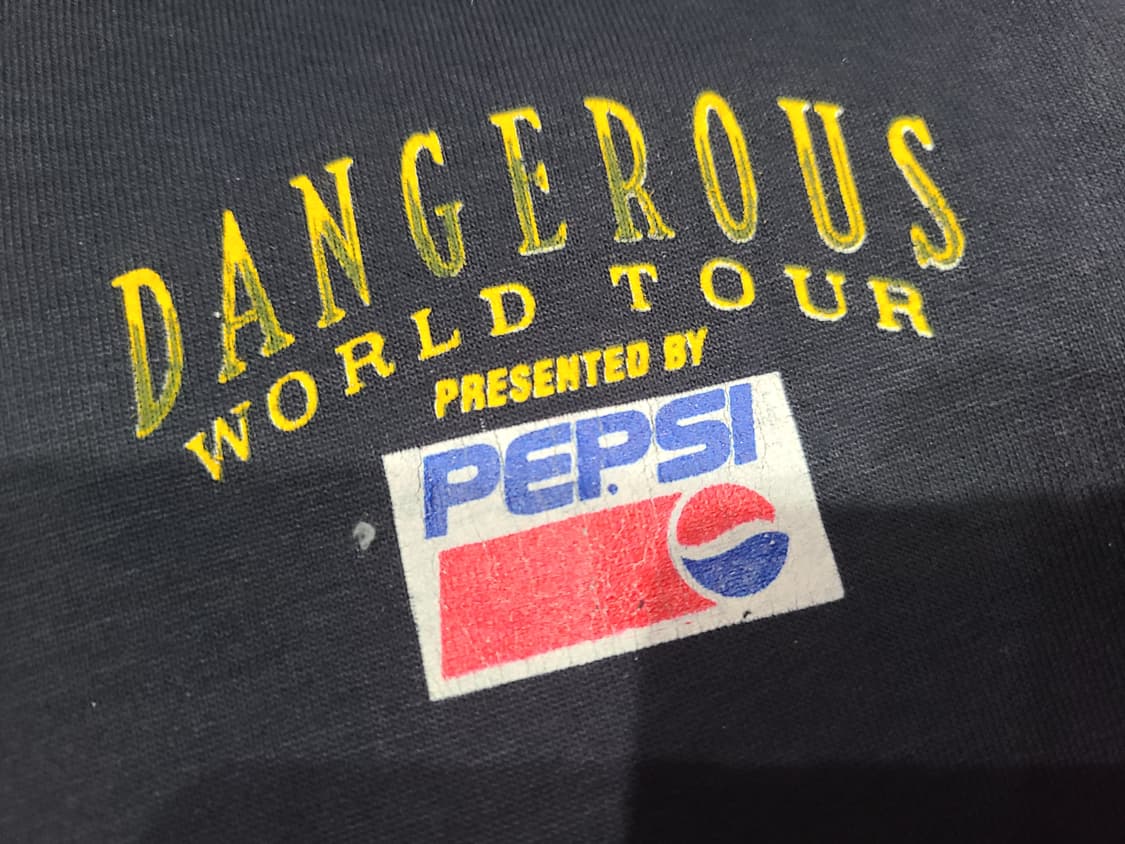 DANGEROUS
WORLD TOUR
PRESENTED BY
PEPSI